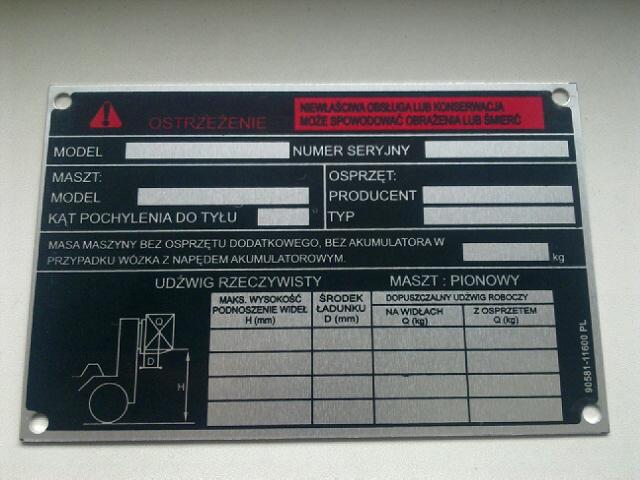 OSTRZEŻENIE
NIEWŁAŚCIWA OBSŁUGA LUB KONSERWACJA
MOŻE SPOWODOWAĆ OBRAŻENIA LUB ŚMIERĆ
MODEL NUMER SERYJNY
MASZT:
MODEL
KĄT POCHYLENIA DO TYŁU °
OSPRZĘT:
PRODUCENT
TYP
MASA MASZYNY BEZ OSPRZĘTU DODATKOWEGO, BEZ AKUMULATORA W
PRZYPADKU WÓZKA Z NAPĘDEM AKUMULATOROWYM. kg
UDŹWIG RZECZYWISTY MASZT : PIONOWY
MAKS. WYSOKOŚĆ
PODNOSZENIE WIDEŁ
H (mm)
ŚRODEK
ŁADUNKU
D (mm)
DOPUSZCZALNY UDŹWIG ROBOCZY
NA WIDŁACH
Q (kg)
Z OSPRZETEM
Q (kg)
Q
D
H
90581-11600 PL